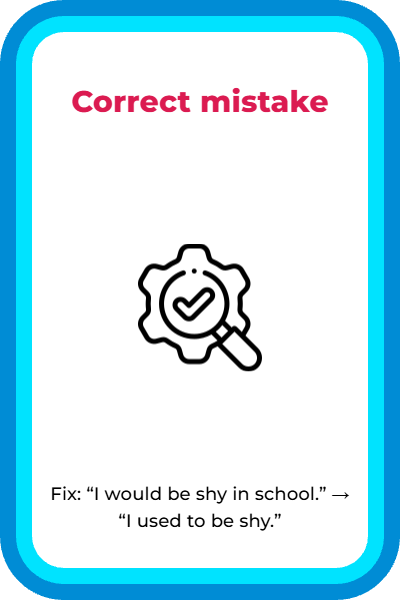 Correct mistake
Fix: “I would be shy in school.” →
“I used to be shy.”